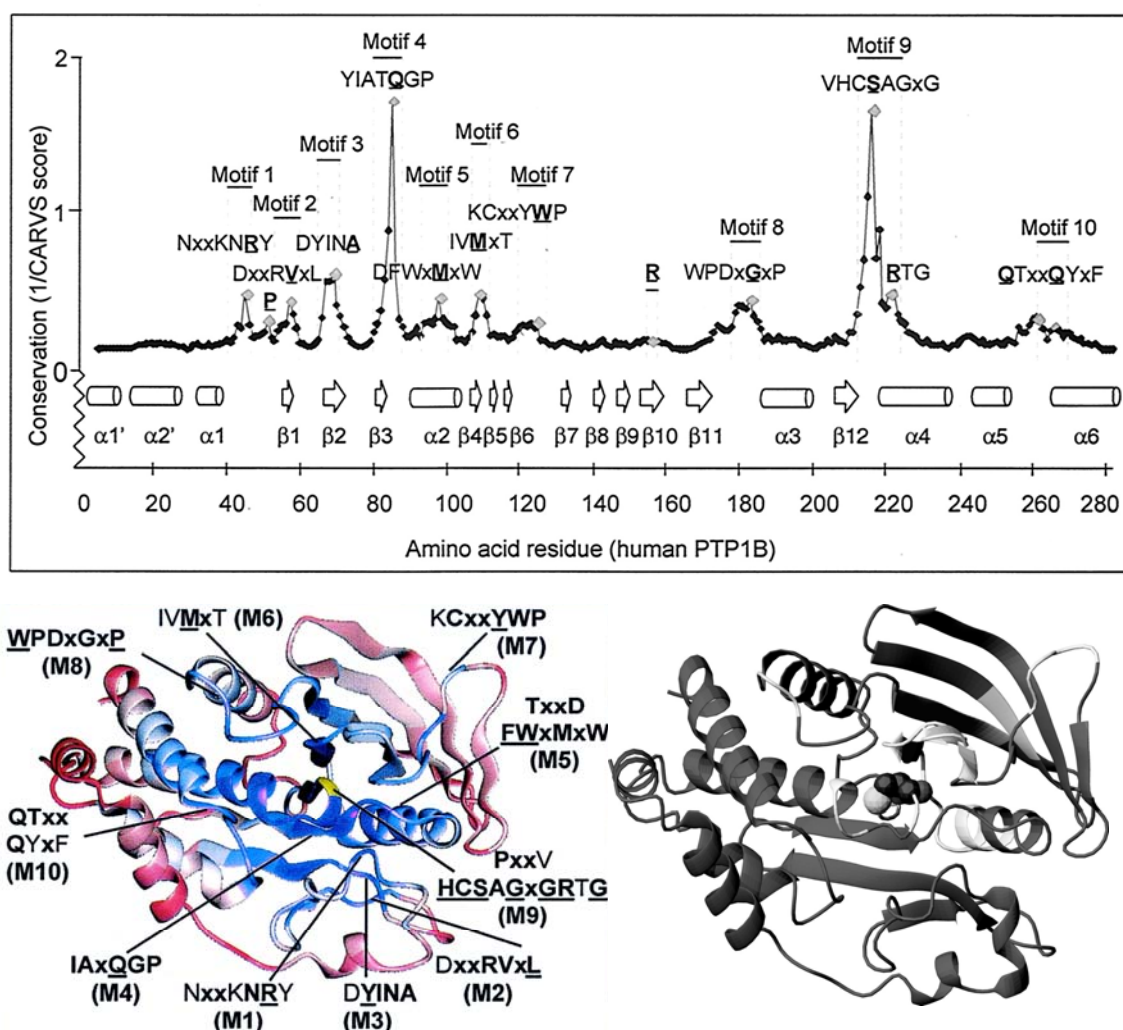 Motif 4
Motif 9
2
YIATQGP
VHCSAGxG
Conservation (1/CARVS score)
Motif 3
Motif 6
Motif 1
Motif 5
Motif 7
Motif 2
KCxxYWP
1
Motif 8
Motif 10
NxxKNRY
DYINA
IVMxT
DxxRVxL
DFWxMxW
R
WPDxGxP
RTG
QTxxQYxF
P
0
α1’ α2’ α1 β1 β2 β3 α2 β4 β5 β6 β7 β8 β9 β10 β11 α3 β12 α4 α5 α6
0 20 40 60 80 100 120 140 160 180 200 220 240 260 280
Amino acid residue (human PTP1B)
IVMxT (M6)
KCxxYWP
(M7)
WPDxGxP
(M8)
TxxD
FWxMxW
(M5)
QTxx
QYxF
(M10)
PxxV
HCSAGxGRTG
(M9)
IAxQGP
(M4)
NxxKNRY
(M1)
DYINA
(M3)
DxxRVxL
(M2)